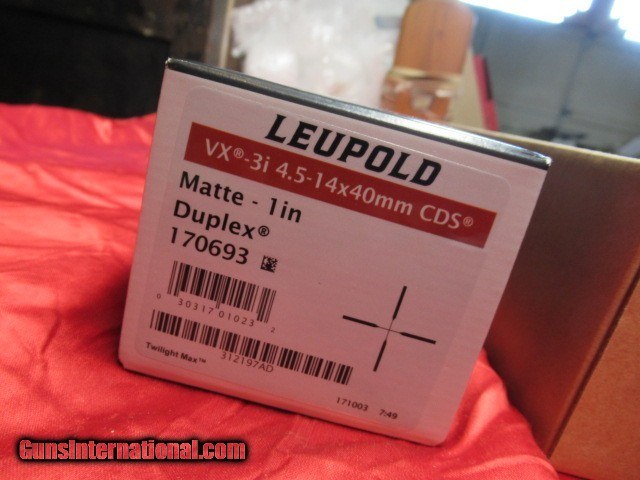 LEUPOLD
VX®-3i 4.5-14x40mm CDS®
Matte - 1in
Duplex®
170693
0 30317 01023 2
312197AD
Twilight Max™
171003 7:49
GunsInternational.com